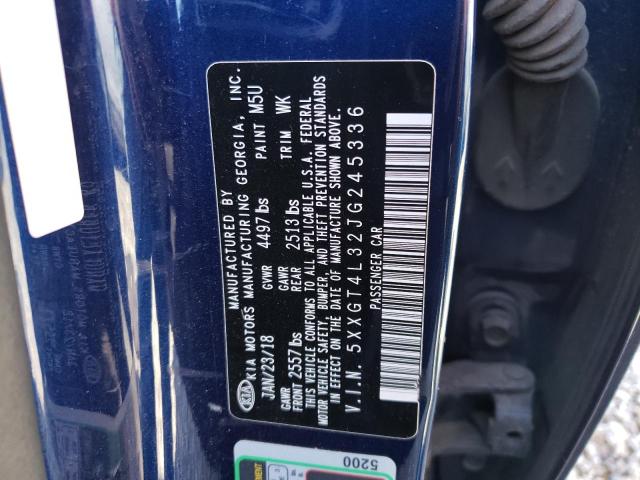 MANUFACTURED BY
KIA KIA MOTORS MANUFACTURING GEORGIA, INC.
JAN/23/18 GVWR 4497 lbs PAINT M5U
GAWR FRONT 2557 lbs GAWR REAR 2513 lbs TRIM WK
THIS VEHICLE CONFORMS TO ALL APPLICABLE U.S.A. FEDERAL
MOTOR VEHICLE SAFETY, BUMPER, AND THEFT PREVENTION STANDARDS
IN EFFECT ON THE DATE OF MANUFACTURE SHOWN ABOVE.
V.I.N. 5XXGT4L32JG245336
PASSENGER CAR
5200